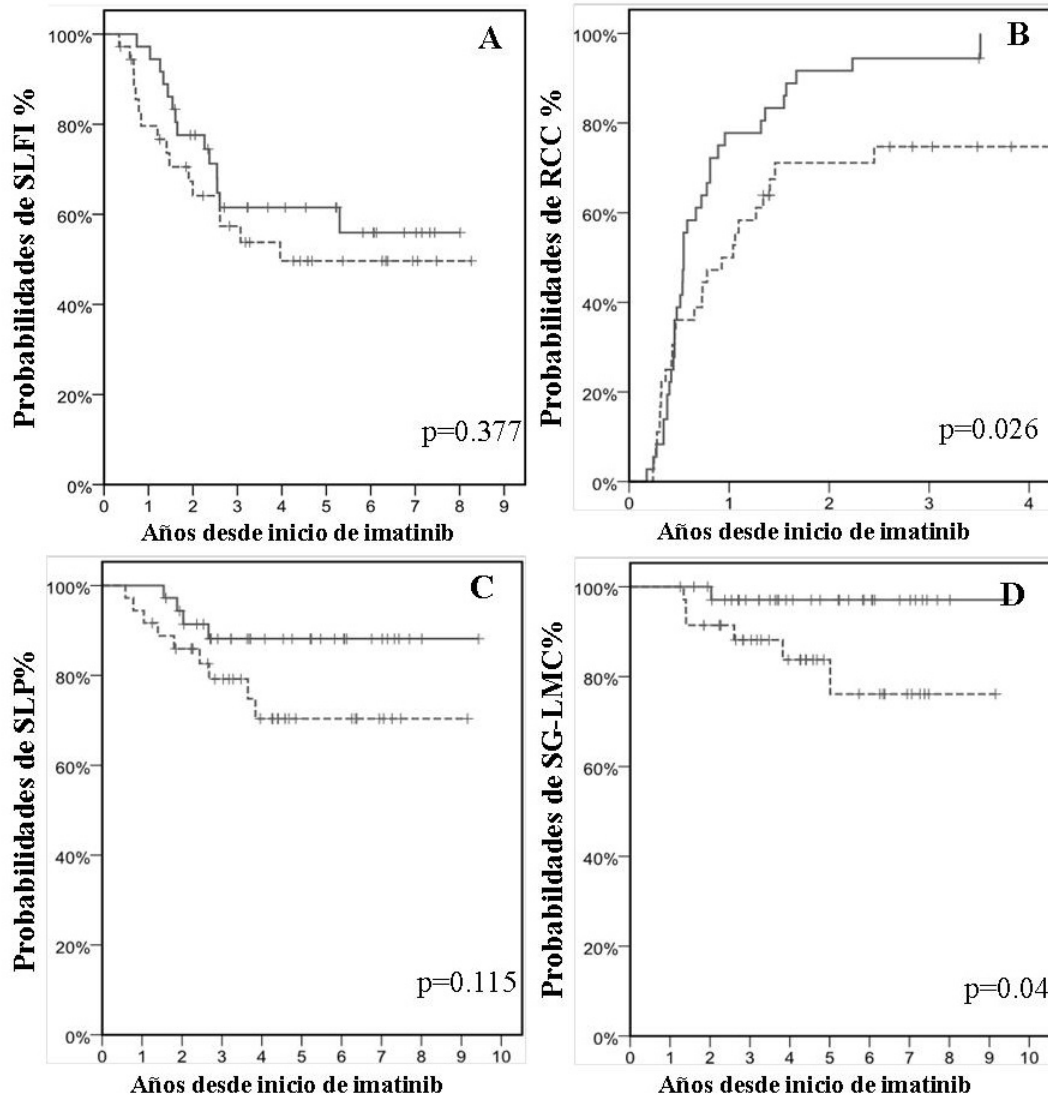 A
Probabilidades de SLFI %
100%
80%
60%
40%
20%
0%
p=0.377
0 1 2 3 4 5 6 7 8 9
Años desde inicio de imatinib
B
Probabilidades de RCC %
100%
80%
60%
40%
20%
0%
p=0.026
0 1 2 3 4
Años desde inicio de imatinib
C
Probabilidades de SLP%
100%
80%
60%
40%
20%
0%
p=0.115
0 1 2 3 4 5 6 7 8 9 10
Años desde inicio de imatinib
D
Probabildades de SG-LMC%
100%
80%
60%
40%
20%
0%
p=0.04
0 1 2 3 4 5 6 7 8 9 10
Años desde inicio de imatinib